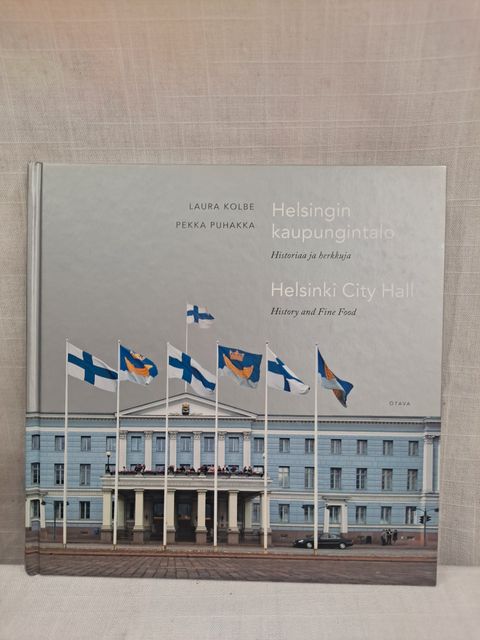 LAURA KOLBE
PEKKA PUHAKKA
Helsingin
kaupungintalo
Historiaa ja herkkuja
Helsinki City Hall
History and Fine Food
OTAVA